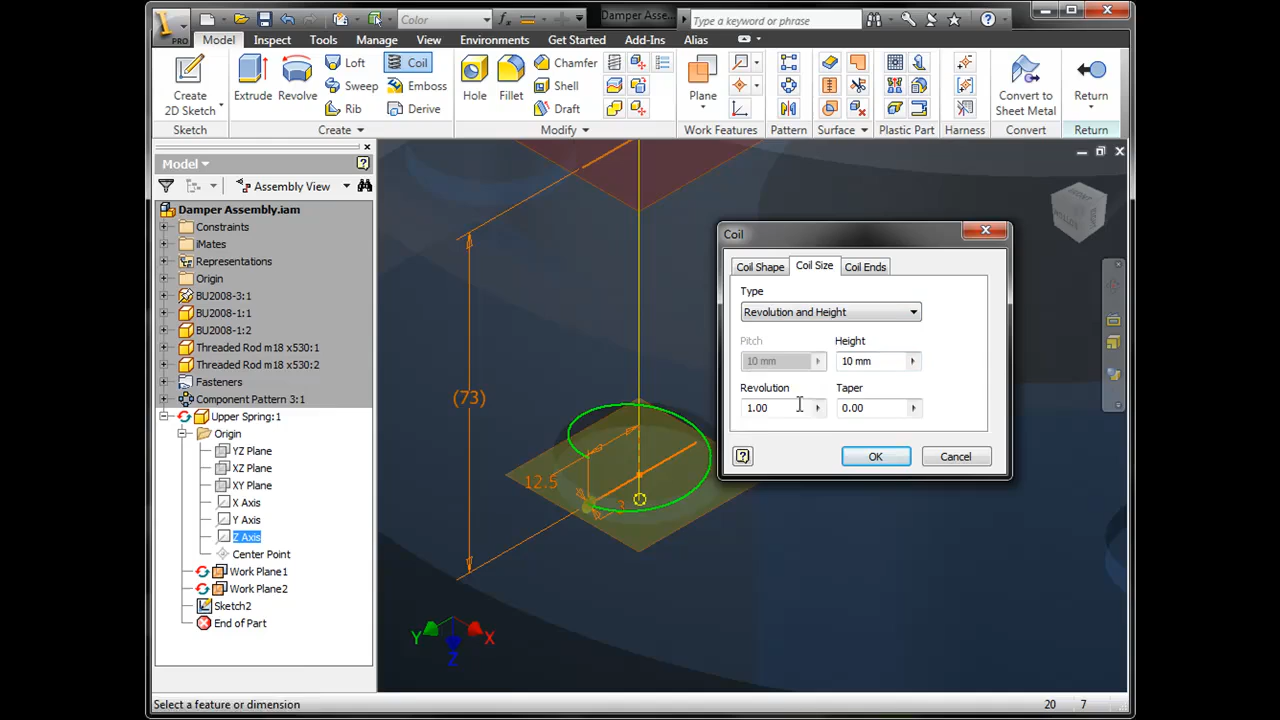 PRO
Color
Damper Asse...
Type a keyword or phrase
Model
Inspect
Tools
Manage
View
Environments
Get Started
Add-Ins
Alias
Create
2D Sketch
Sketch
Extrude
Revolve
Loft
Sweep
Rib
Coil
Emboss
Derive
Create
Hole
Fillet
Chamfer
Shell
Draft
Modify
Plane
Work Features
Pattern
Surface
Plastic Part
Harness
Convert to
Sheet Metal
Convert
Return
Return
Model
Assembly View
Damper Assembly.iam
Constraints
iMates
Representations
Origin
BU2008-3:1
BU2008-1:1
BU2008-1:2
Threaded Rod m18 x530:1
Threaded Rod m18 x530:2
Fasteners
Component Pattern 3:1
Upper Spring:1
Origin
YZ Plane
XZ Plane
XY Plane
X Axis
Y Axis
Z Axis
Center Point
Work Plane1
Work Plane2
Sketch2
End of Part
(73)
12.5
3
Y
X
Z
Coil
Coil Shape
Coil Size
Coil Ends
Type
Revolution and Height
Pitch
Height
10 mm
10 mm
Revolution
Taper
1.00
0.00
OK
Cancel
Select a feature or dimension
20
7